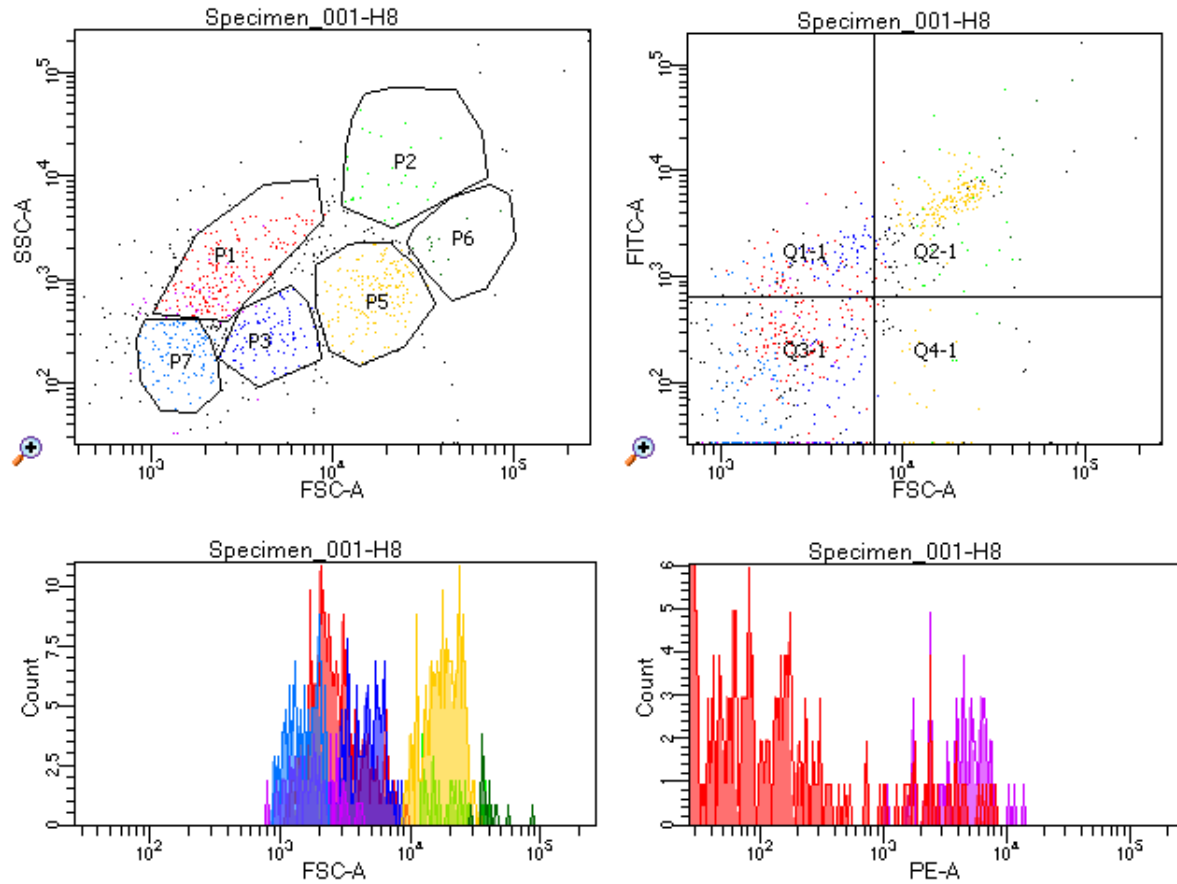 Specimen_001-H8
SSC-A
10^5
10^4
10^3
10^2
P1
P2
P3
P5
P6
P7
10^3
10^4
10^5
FSC-A
Specimen_001-H8
FITC-A
10^5
10^4
10^3
10^2
Q1-1
Q2-1
Q3-1
Q4-1
10^3
10^4
10^5
FSC-A
Specimen_001-H8
Count
10
7.5
5
2.5
0
10^2
10^3
10^4
10^5
FSC-A
Specimen_001-H8
Count
6
5
4
3
2
1
0
10^2
10^3
10^4
10^5
PE-A